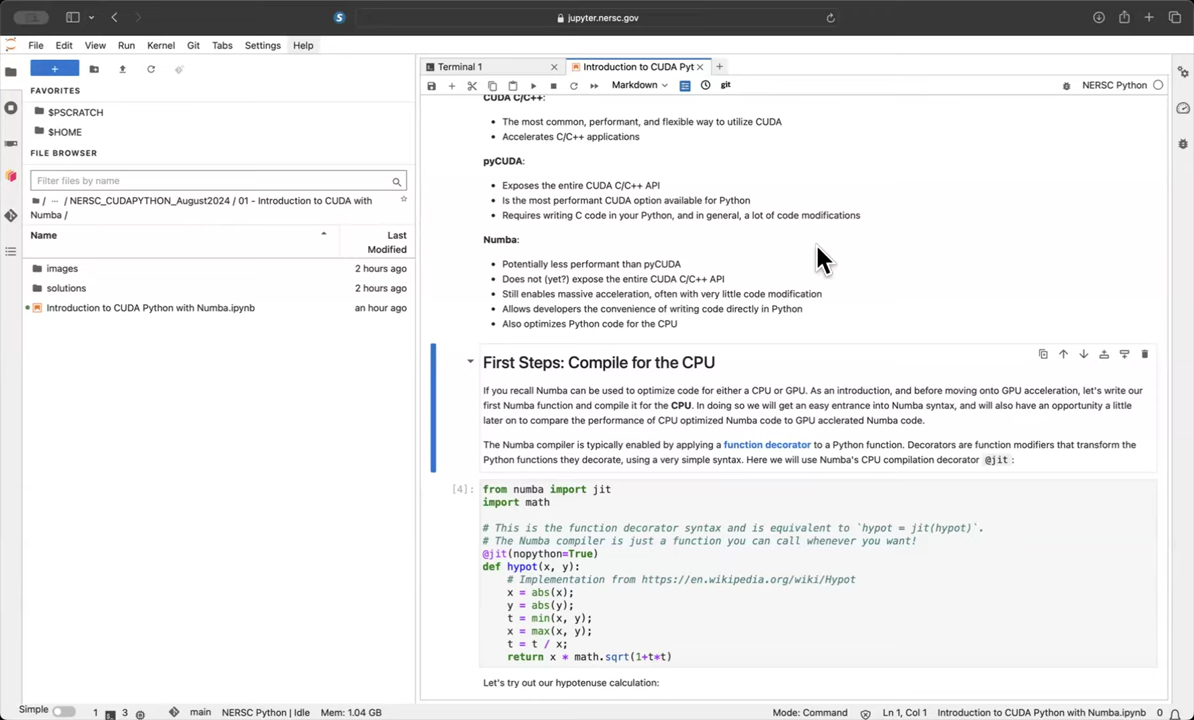 jupyter.nersc.gov
File Edit View Run Kernel Git Tabs Settings Help
FAVORITES
$PSCRATCH
$HOME
FILE BROWSER
Filter files by name
/ ··· / NERSC_CUDAPYTHON_August2024 / 01 - Introduction to CUDA with
Numba /
Name
Last
Modified
images 2 hours ago
solutions 2 hours ago
Introduction to CUDA Python with Numba.ipynb an hour ago
Terminal 1
Introduction to CUDA Pyt
Markdown
git
NERSC Python
CUDA C/C++:
• The most common, performant, and flexible way to utilize CUDA
• Accelerates C/C++ applications
pyCUDA:
• Exposes the entire CUDA C/C++ API
• Is the most performant CUDA option available for Python
• Requires writing C code in your Python, and in general, a lot of code modifications
Numba:
• Potentially less performant than pyCUDA
• Does not (yet?) expose the entire CUDA C/C++ API
• Still enables massive acceleration, often with very little code modification
• Allows developers the convenience of writing code directly in Python
• Also optimizes Python code for the CPU
First Steps: Compile for the CPU
If you recall Numba can be used to optimize code for either a CPU or GPU. As an introduction, and before moving onto GPU acceleration, let's write our
first Numba function and compile it for the CPU. In doing so we will get an easy entrance into Numba syntax, and will also have an opportunity a little
later on to compare the performance of CPU optimized Numba code to GPU acclerated Numba code.
The Numba compiler is typically enabled by applying a function decorator to a Python function. Decorators are function modifiers that transform the
Python functions they decorate, using a very simple syntax. Here we will use Numba's CPU compilation decorator @jit:
[4]:
from numba import jit
import math
# This is the function decorator syntax and is equivalent to `hypot = jit(hypot)`.
# The Numba compiler is just a function you can call whenever you want!
@jit(nopython=True)
def hypot(x, y):
# Implementation from https://en.wikipedia.org/wiki/Hypot
x = abs(x);
y = abs(y);
t = min(x, y);
x = max(x, y);
t = t / x;
return x * math.sqrt(1+t*t)
Let's try out our hypotenuse calculation:
Simple 1 3 main NERSC Python | Idle Mem: 1.04 GB Mode: Command Ln 1, Col 1 Introduction to CUDA Python with Numba.ipynb 0